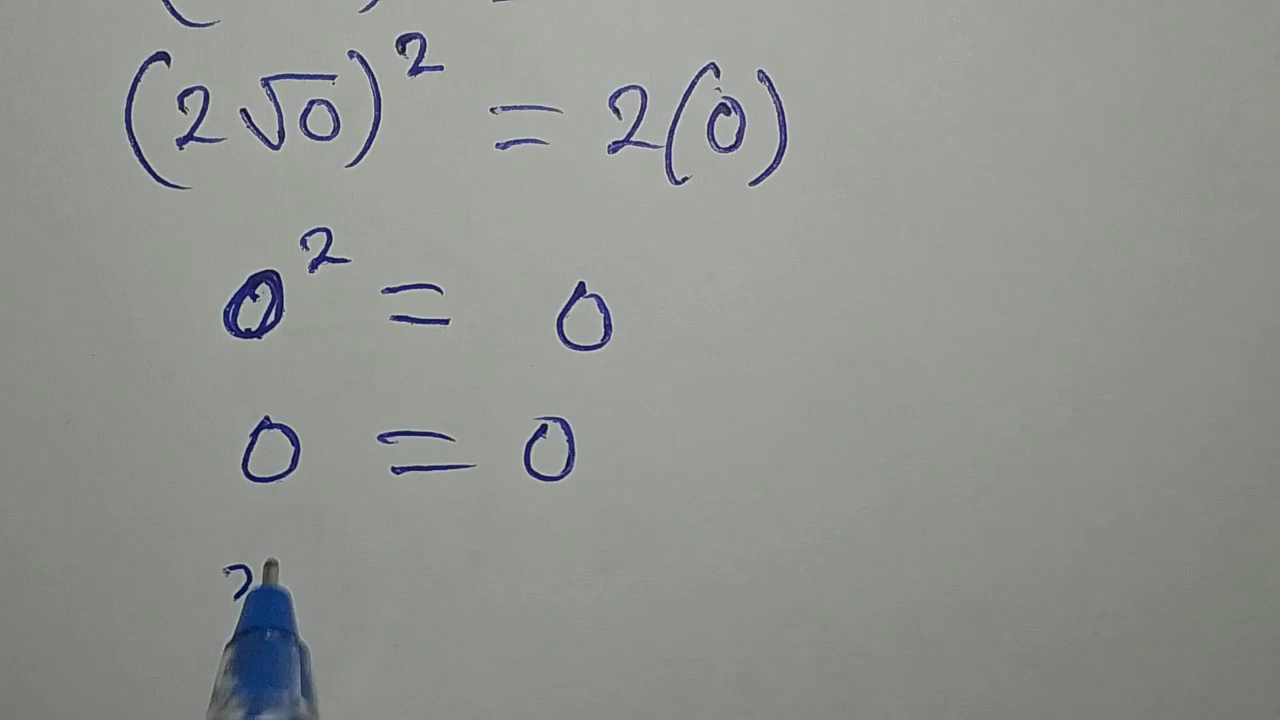 (2√0)² = 2(0)
0² = 0
0 = 0